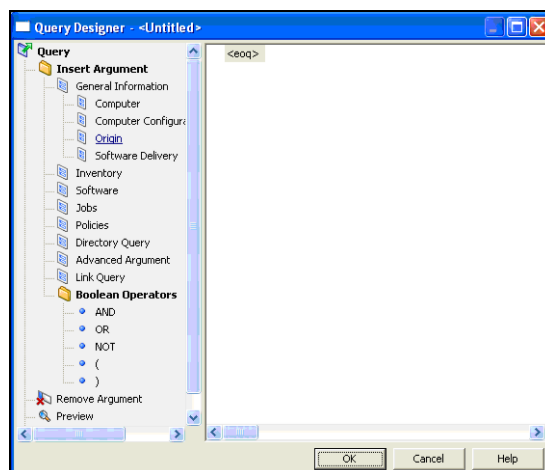 Query Designer - <Untitled>
Query
<eoq>
Insert Argument
General Information
Computer
Computer Configura
Origin
Software Delivery
Inventory
Software
Jobs
Policies
Directory Query
Advanced Argument
Link Query
Boolean Operators
AND
OR
NOT
(
)
Remove Argument
Preview
OK Cancel Help